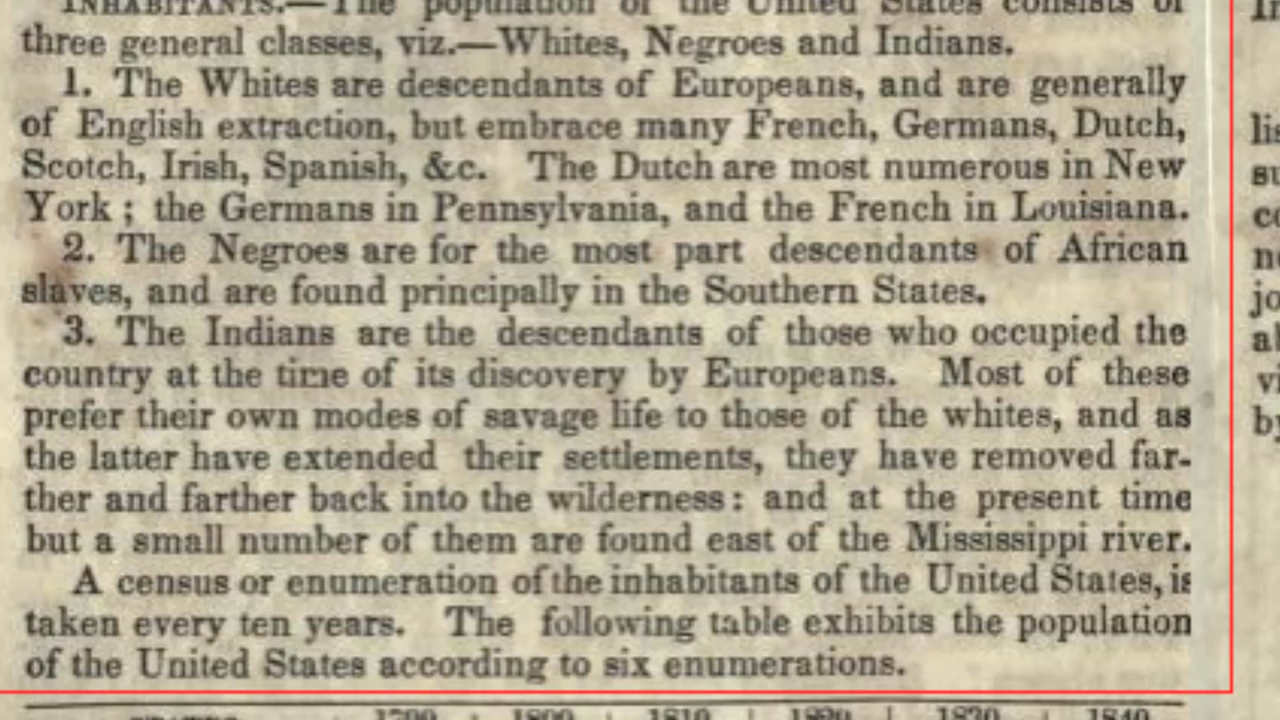 INHABITANTS.—The population of the United States consists of
three general classes, viz.—Whites, Negroes and Indians.
1. The Whites are descendants of Europeans, and are generally
of English extraction, but embrace many French, Germans, Dutch,
Scotch, Irish, Spanish, &c. The Dutch are most numerous in New
York; the Germans in Pennsylvania, and the French in Louisiana.
2. The Negroes are for the most part descendants of African
slaves, and are found principally in the Southern States.
3. The Indians are the descendants of those who occupied the
country at the time of its discovery by Europeans. Most of these
prefer their own modes of savage life to those of the whites, and as
the latter have extended their settlements, they have removed far-
ther and farther back into the wilderness: and at the present time
but a small number of them are found east of the Mississippi river.
A census or enumeration of the inhabitants of the United States, is
taken every ten years. The following table exhibits the population
of the United States according to six enumerations.
1790 1800 1810 1820 1830 1840